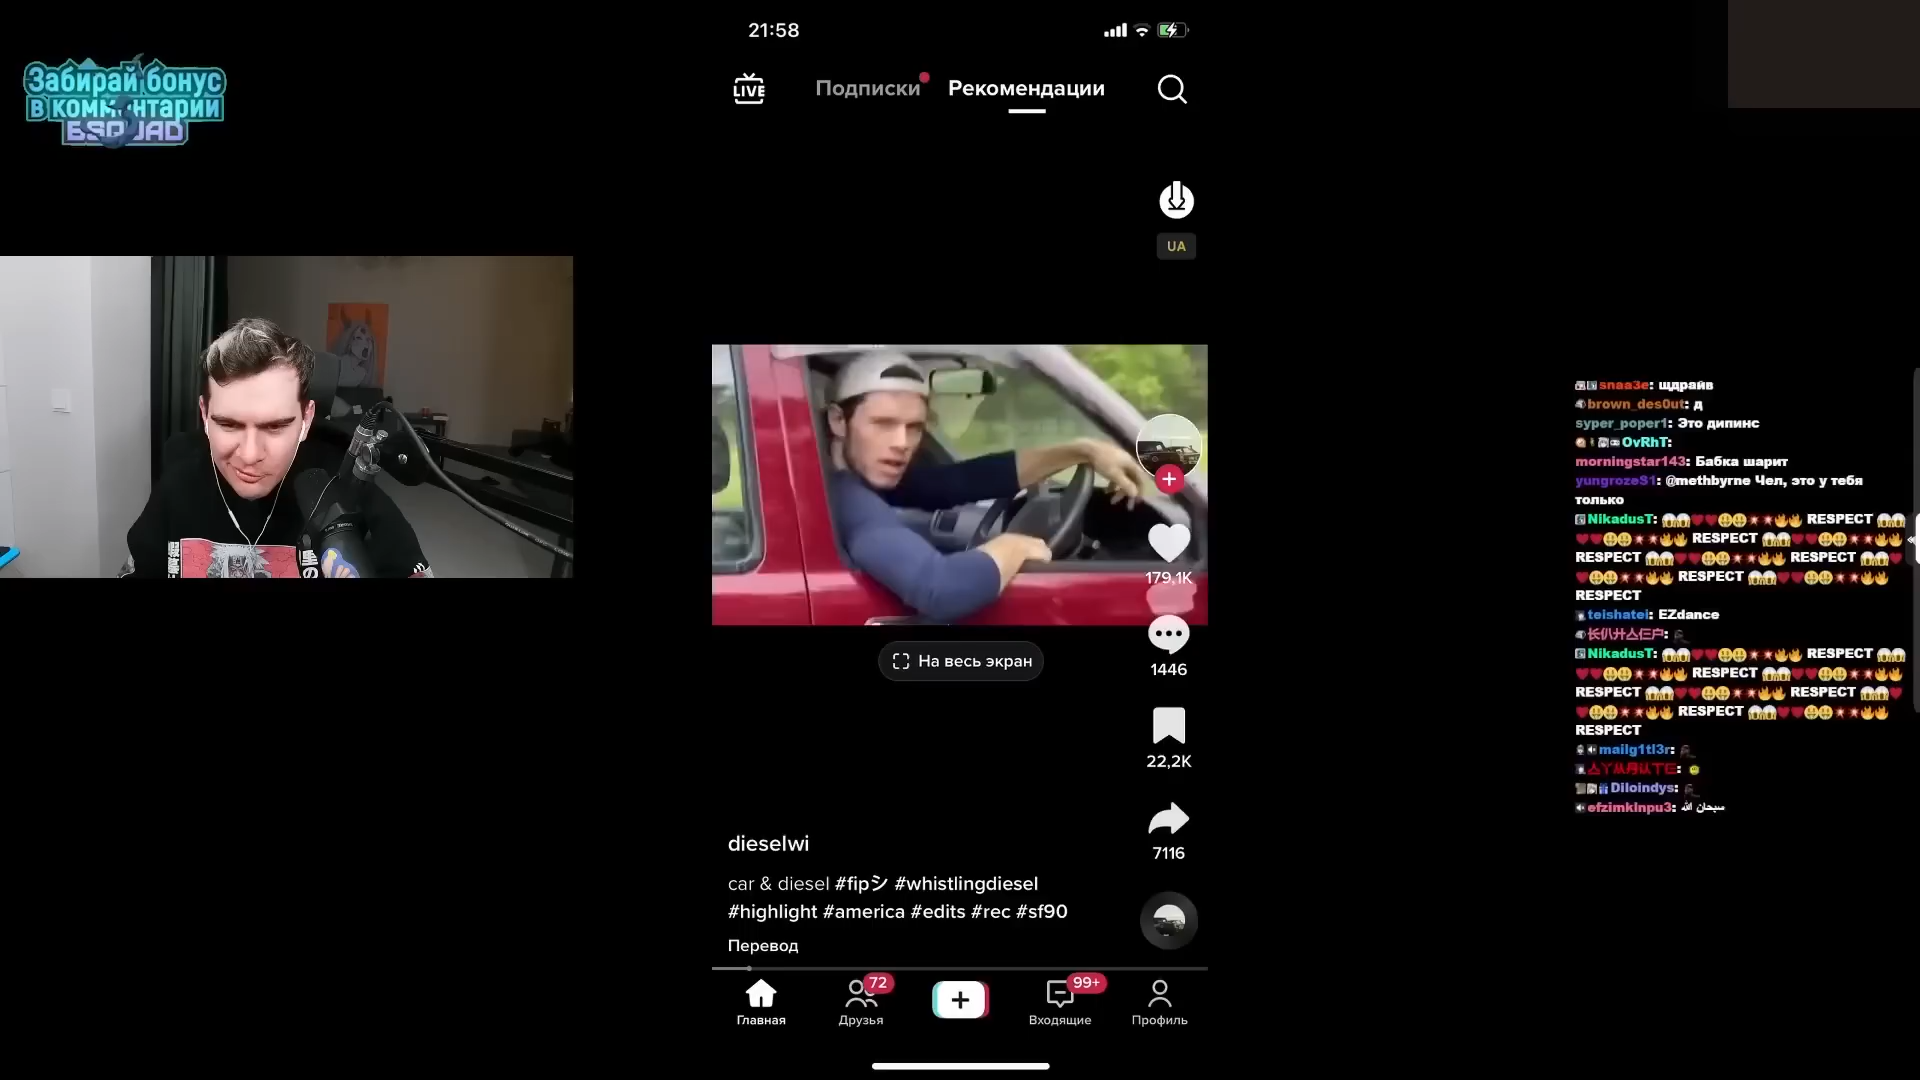 21:58
LIVE
Подписки
Рекомендации
Забирай бонус
в комментарии
UA
179,1K
1446
На весь экран
22,2K
7116
dieselwi
car & diesel #fipシ #whistlingdiesel
#highlight #america #edits #rec #sf90
Перевод
72
99+
Главная
Друзья
Входящие
Профиль
snaa3e: щдрайв
brown_des0ut: д
syper_poper1: Это дипинс
OvRhT:
morningstar143: Бабка шарит
yungrozeS1: @methbyrne Чел, это у тебя
только
NikadusT: 😱😱❤️❤️🤑🤑💥💥🔥🔥 RESPECT 😱😱
❤️❤️🤑🤑💥💥🔥🔥 RESPECT 😱😱❤️❤️🤑🤑💥💥🔥🔥
RESPECT 😱😱❤️❤️🤑🤑💥💥🔥🔥 RESPECT 😱😱❤️
❤️🤑🤑💥💥🔥🔥 RESPECT 😱😱❤️❤️🤑🤑💥💥🔥🔥
RESPECT
teishatei: EZdance
NikadusT: 😱😱❤️❤️🤑🤑💥💥🔥🔥 RESPECT 😱😱
❤️❤️🤑🤑💥💥🔥🔥 RESPECT 😱😱❤️❤️🤑🤑💥💥🔥🔥
RESPECT 😱😱❤️❤️🤑🤑💥💥🔥🔥 RESPECT 😱😱❤️
❤️🤑🤑💥💥🔥🔥 RESPECT 😱😱❤️❤️🤑🤑💥💥🔥🔥
RESPECT
mailg1tl3r:
Diloindys:
efzimklnpu3: سبحان الله